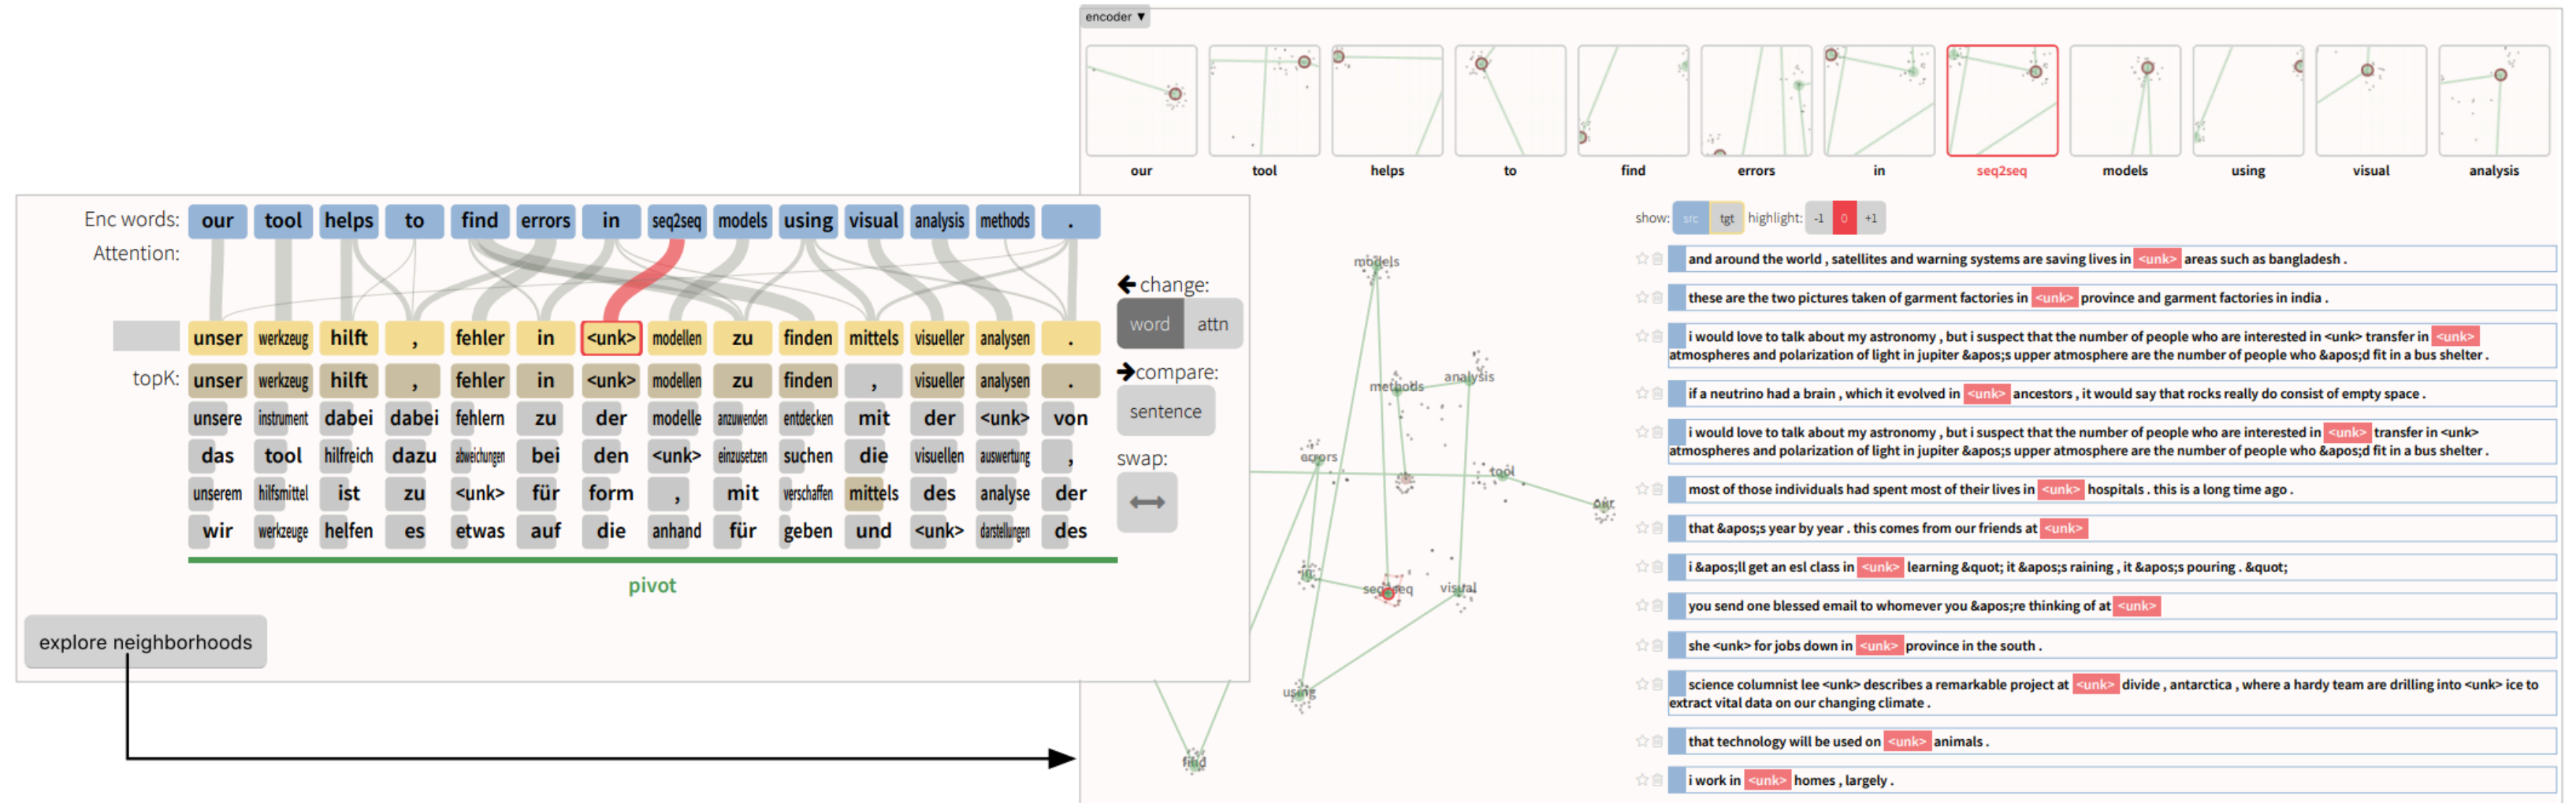 Enc words: our tool helps to find errors in seq2seq models using visual analysis methods .
Attention:
unser werkzeug hilft , fehler in <unk> modellen zu finden mittels visueller analysen .
topK: unser werkzeug hilft , fehler in <unk> modellen zu finden , visueller analysen .
unsere instrument dabei dabei fehlern zu der modelle anzuwenden entdecken mit der <unk> von
das tool hilfreich dazu abweichungen bei den <unk> einzusetzen suchen die visuellen auswertung ,
unserem hilfsmittel ist zu <unk> für form , mit verschaffen mittels des analyse der
wir werkzeuge helfen es etwas auf die anhand für geben und <unk> darstellungen des
pivot
explore neighborhoods
change:
word attn
compare:
sentence
swap:
encoder ▼
our tool helps to find errors in seq2seq models using visual analysis
models
methods analysis
errors
tool
our
in
seq2seq visual
using
find
show: src tgt highlight: -1 0 +1
and around the world , satellites and warning systems are saving lives in <unk> areas such as bangladesh .
these are the two pictures taken of garment factories in <unk> province and garment factories in india .
i would love to talk about my astronomy , but i suspect that the number of people who are interested in <unk> transfer in <unk>
atmospheres and polarization of light in jupiter &apos;s upper atmosphere are the number of people who &apos;d fit in a bus shelter .
if a neutrino had a brain , which it evolved in <unk> ancestors , it would say that rocks really do consist of empty space .
i would love to talk about my astronomy , but i suspect that the number of people who are interested in <unk> transfer in <unk>
atmospheres and polarization of light in jupiter &apos;s upper atmosphere are the number of people who &apos;d fit in a bus shelter .
most of those individuals had spent most of their lives in <unk> hospitals . this is a long time ago .
that &apos;s year by year . this comes from our friends at <unk>
i &apos;ll get an esl class in <unk> learning &quot; it &apos;s raining , it &apos;s pouring . &quot;
you send one blessed email to whomever you &apos;re thinking of at <unk>
she <unk> for jobs down in <unk> province in the south .
science columnist lee <unk> describes a remarkable project at <unk> divide , antarctica , where a hardy team are drilling into <unk> ice to
extract vital data on our changing climate .
that technology will be used on <unk> animals .
i work in <unk> homes , largely .